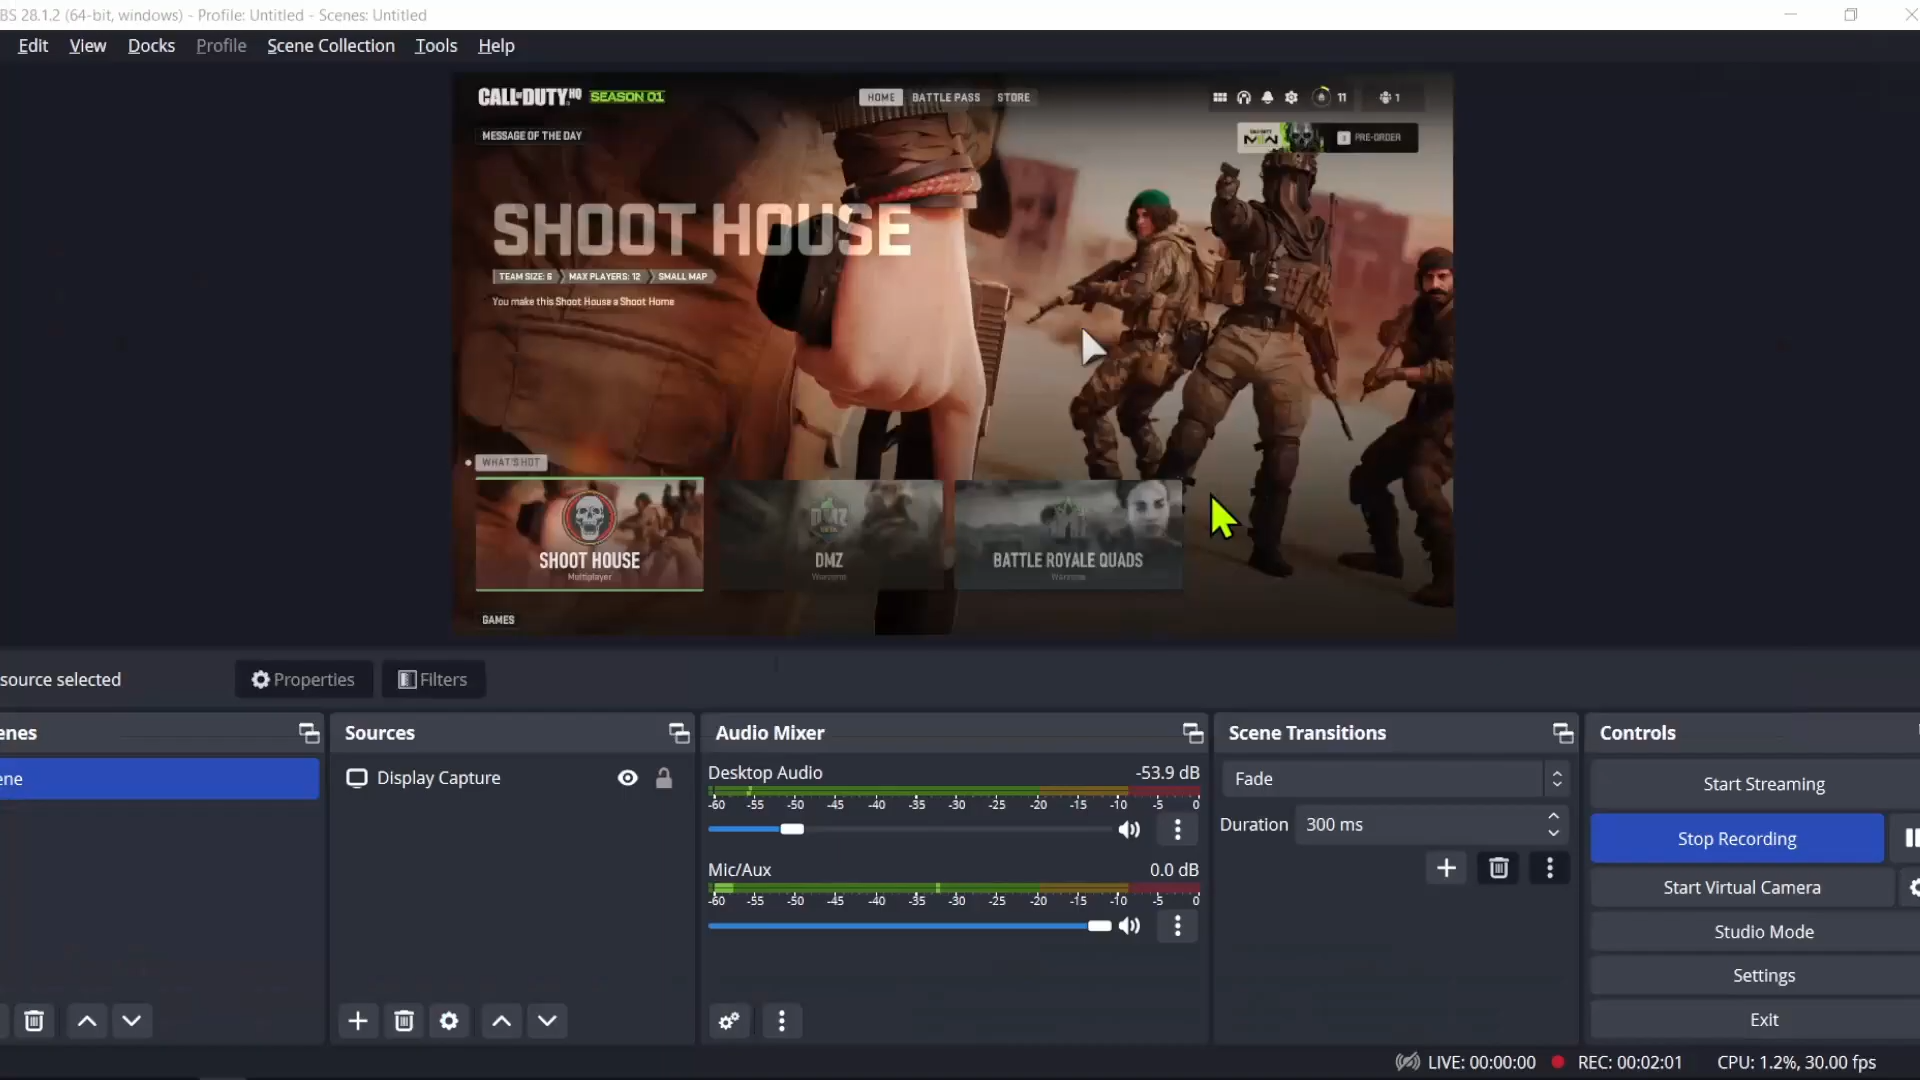 BS 28.1.2 (64-bit, windows) - Profile: Untitled - Scenes: Untitled
Edit View Docks Profile Scene Collection Tools Help
CALL OF DUTY HQ SEASON 01
HOME BATTLE PASS STORE
11
1
MESSAGE OF THE DAY
PRE-ORDER
SHOOT HOUSE
TEAM SIZE: 6 MAX PLAYERS: 12 SMALL MAP
You make this Shoot House a Shoot Home
WHAT'S HOT
SHOOT HOUSE
Multiplayer
DMZ
Warzone
BATTLE ROYALE QUADS
Warzone
GAMES
source selected
Properties
Filters
enes
ene
Sources
Display Capture
Audio Mixer
Desktop Audio -53.9 dB
-60 -55 -50 -45 -40 -35 -30 -25 -20 -15 -10 -5 0
Mic/Aux 0.0 dB
-60 -55 -50 -45 -40 -35 -30 -25 -20 -15 -10 -5 0
Scene Transitions
Fade
Duration 300 ms
Controls
Start Streaming
Stop Recording
Start Virtual Camera
Studio Mode
Settings
Exit
LIVE: 00:00:00 REC: 00:02:01 CPU: 1.2%, 30.00 fps